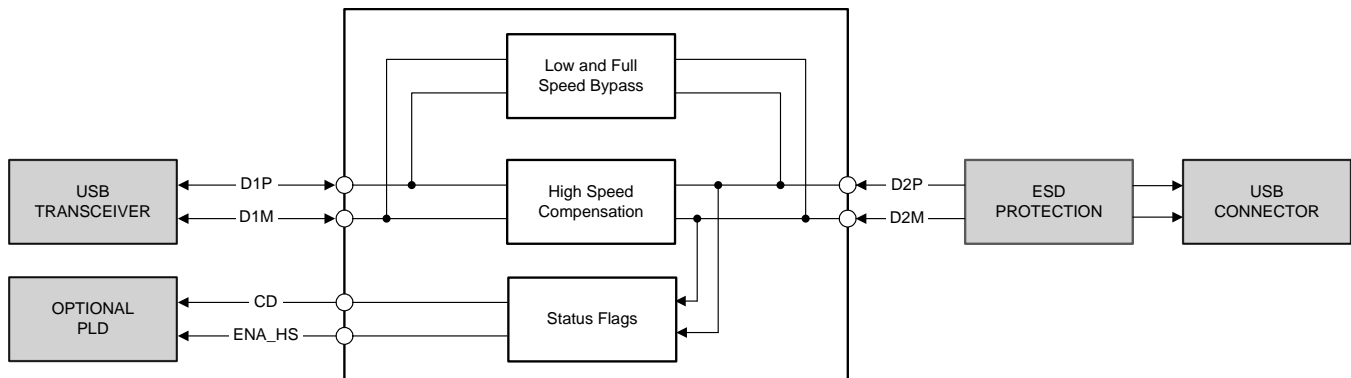 Low and Full
Speed Bypass
USB
TRANSCEIVER
D1P
D1M
High Speed
Compensation
D2P
D2M
ESD
PROTECTION
USB
CONNECTOR
OPTIONAL
PLD
CD
ENA_HS
Status Flags